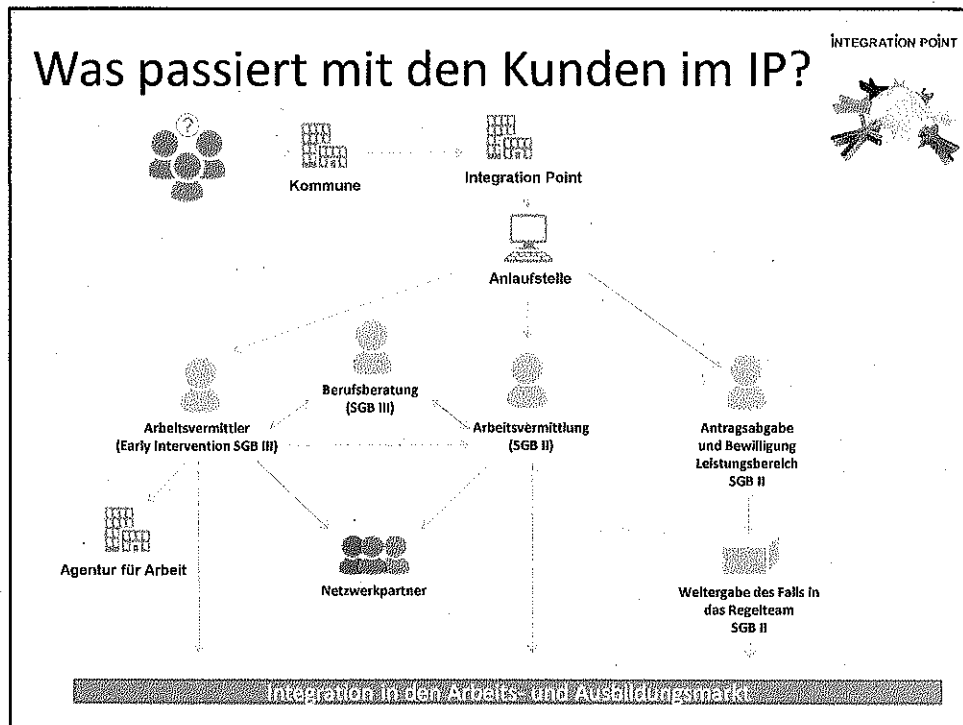 INTEGRATION POINT
Was passiert mit den Kunden im IP?
?
Kommune
Integration Point
Anlaufstelle
Berufsberatung
(SGB III)
Arbeitsvermittler
(Early Intervention SGB III)
Arbeitsvermittlung
(SGB II)
Antragsabgabe
und Bewilligung
Leistungsbereich
SGB II
Agentur für Arbeit
Netzwerkpartner
Weitergabe des Falls in
das Regelteam
SGB II
Integration in den Arbeits- und Ausbildungsmarkt